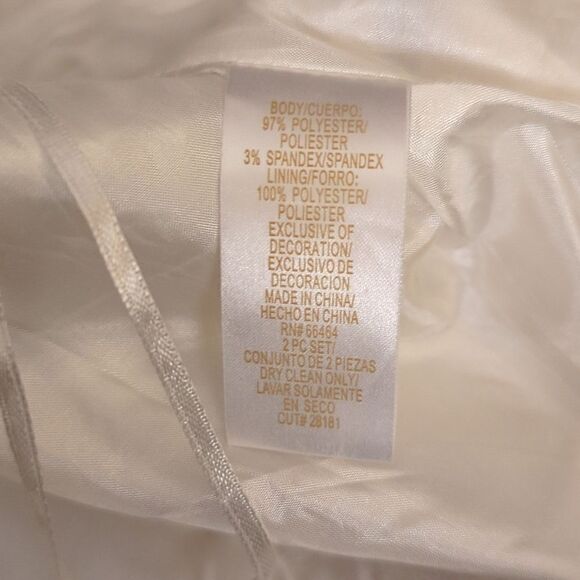 BODY/CUERPO:
97% POLYESTER/
POLIESTER
3% SPANDEX/SPANDEX
LINING/FORRO:
100% POLYESTER/
POLIESTER
EXCLUSIVE OF
DECORATION/
EXCLUSIVO DE
DECORACION
MADE IN CHINA/
HECHO EN CHINA
RN# 66464
2 PC SET/
CONJUNTO DE 2 PIEZAS
DRY CLEAN ONLY/
LAVAR SOLAMENTE
EN SECO
CUT# 28181